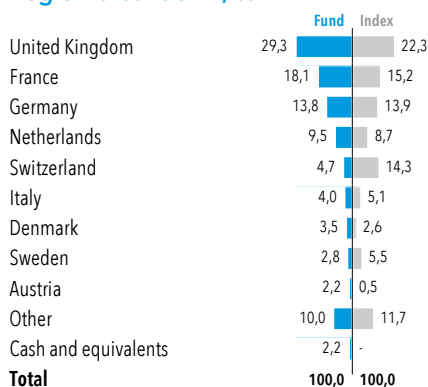 Fund Index
United Kingdom 29,3 22,3
France 18,1 15,2
Germany 13,8 13,9
Netherlands 9,5 8,7
Switzerland 4,7 14,3
Italy 4,0 5,1
Denmark 3,5 2,6
Sweden 2,8 5,5
Austria 2,2 0,5
Other 10,0 11,7
Cash and equivalents 2,2 -
Total 100,0 100,0